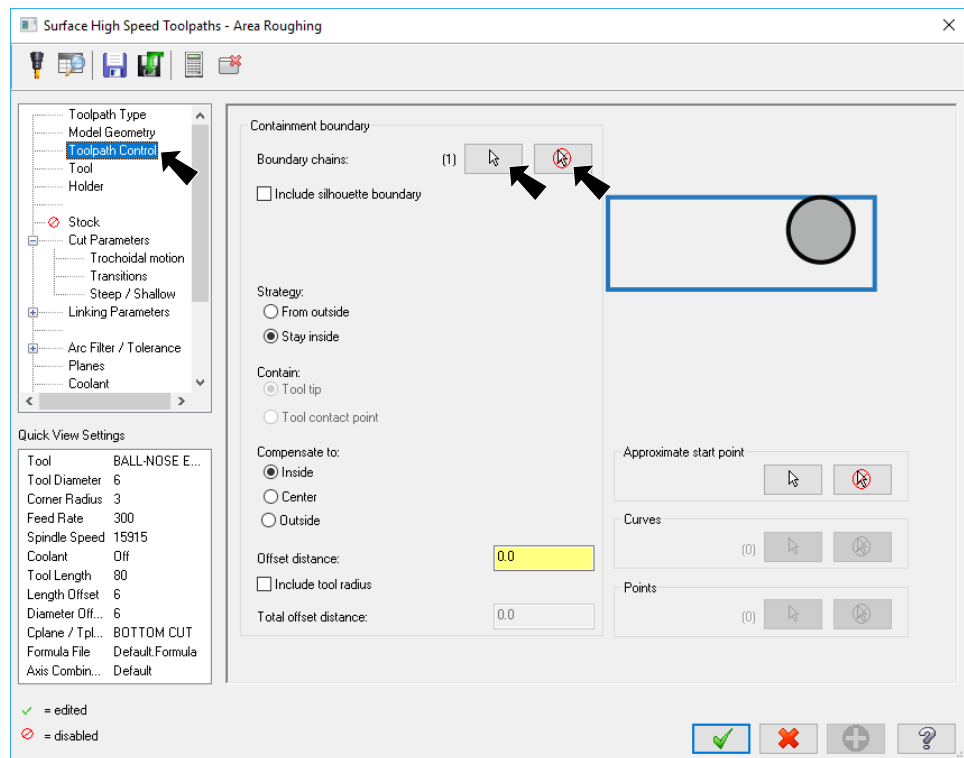 Surface High Speed Toolpaths - Area Roughing
Toolpath Type
Model Geometry
Toolpath Control
Tool
Holder
Stock
Cut Parameters
Trochoidal motion
Transitions
Steep / Shallow
Linking Parameters
Arc Filter / Tolerance
Planes
Coolant
Quick View Settings
Tool BALL-NOSE E...
Tool Diameter 6
Corner Radius 3
Feed Rate 300
Spindle Speed 15915
Coolant Off
Tool Length 80
Length Offset 6
Diameter Off... 6
Cplane / Tpl... BOTTOM CUT
Formula File Default.Formula
Axis Combin... Default
= edited
= disabled
Containment boundary
Boundary chains: (1)
Include silhouette boundary
Strategy:
From outside
Stay inside
Contain:
Tool tip
Tool contact point
Compensate to:
Inside
Center
Outside
Offset distance: 0.0
Include tool radius
Total offset distance: 0.0
Approximate start point
Curves
(0)
Points
(0)